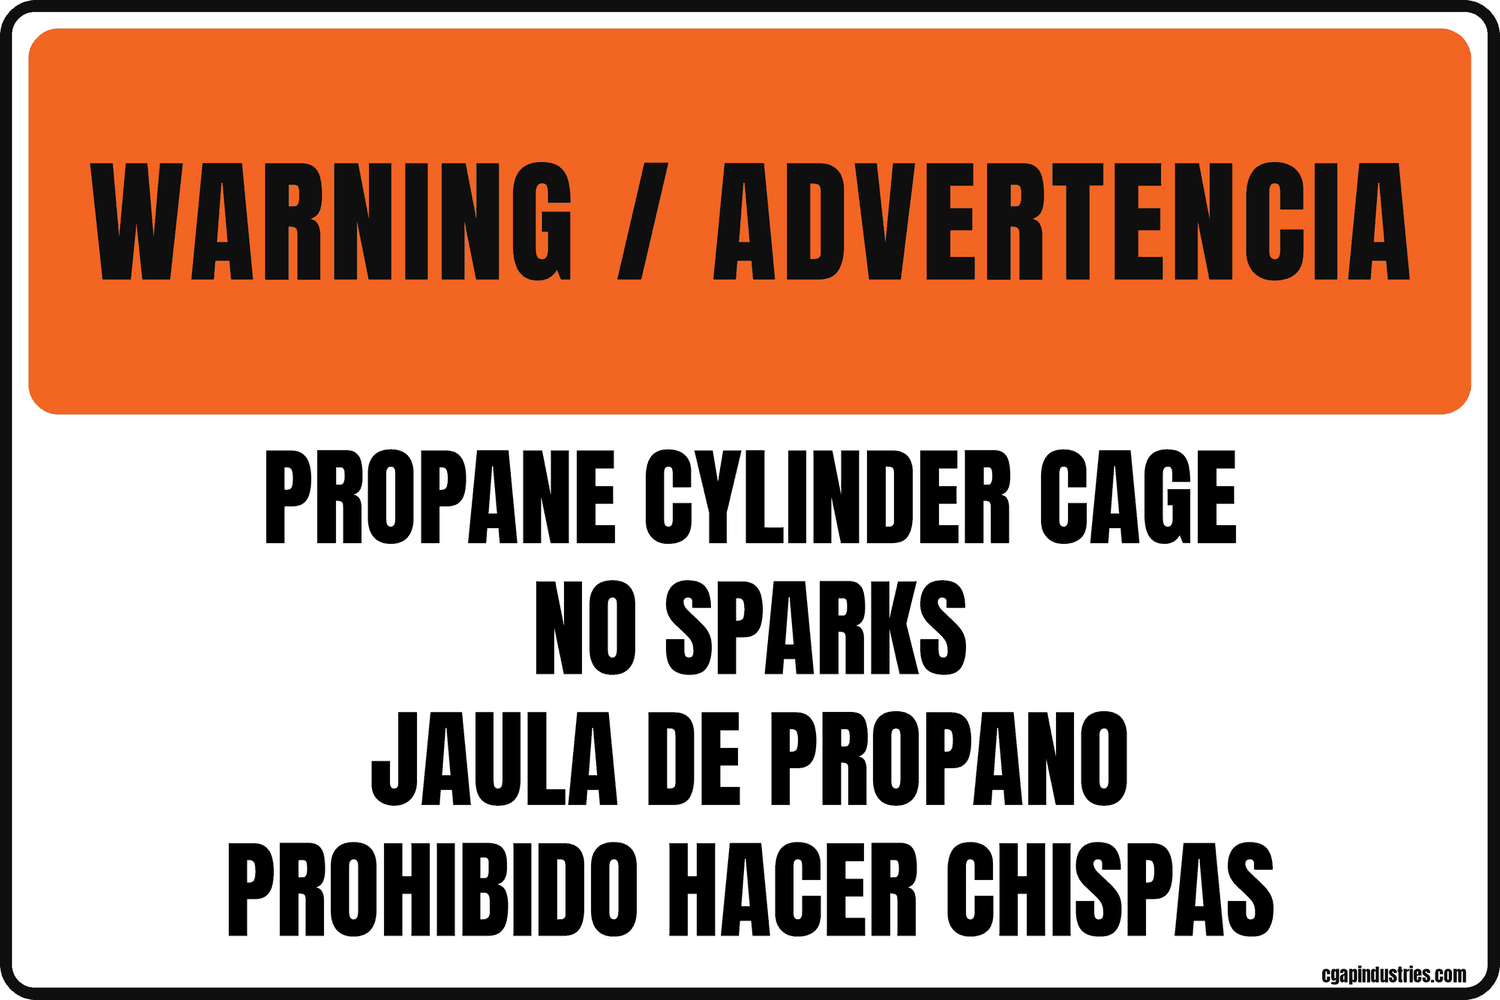 WARNING / ADVERTENCIA
PROPANE CYLINDER CAGE
NO SPARKS
JAULA DE PROPANO
PROHIBIDO HACER CHISPAS
cgapindustries.com